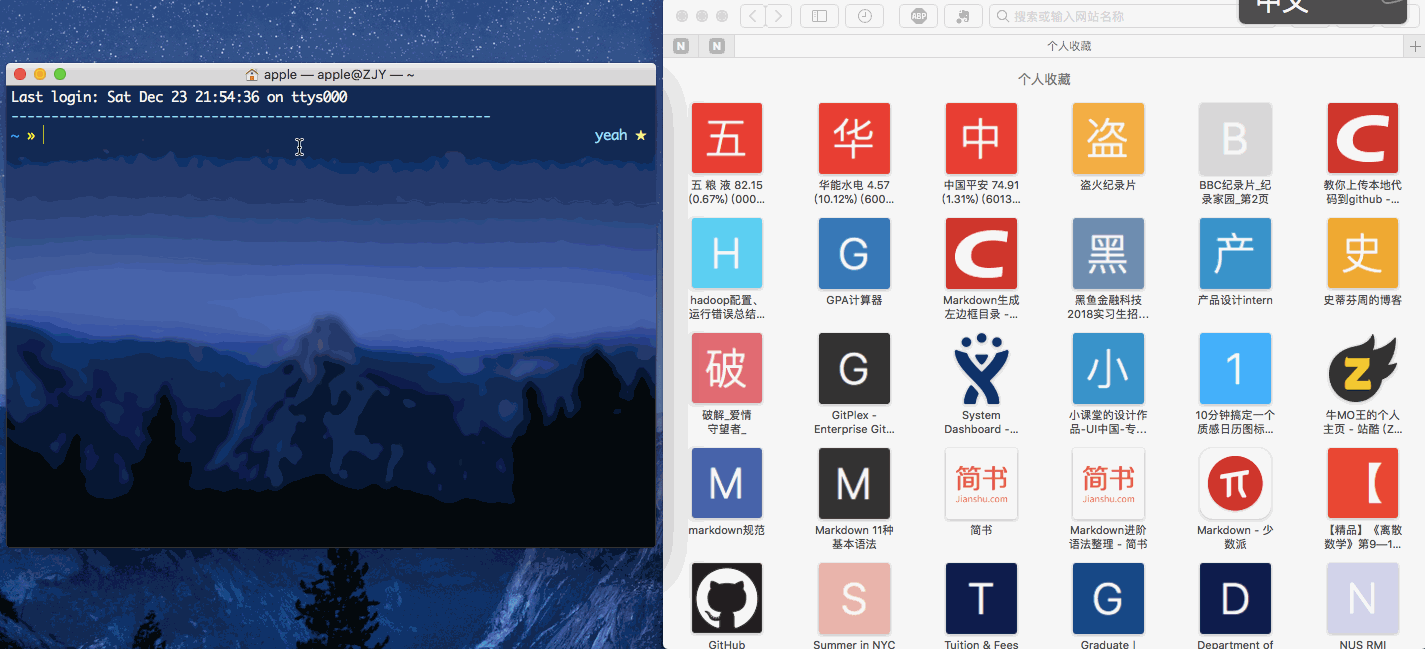 apple — apple@ZJY — ~
Last login: Sat Dec 23 21:54:36 on ttys000
~ » yeah ★
中文
ABP
搜索或输入网站名称
N N 个人收藏
个人收藏
五 华 中 盗 B C
五 粮 液 82.15 (0.67%) (000...
华能水电 4.57 (10.12%) (600...
中国平安 74.91 (1.31%) (6013...
盗火纪录片
BBC纪录片_纪录家园_第2页
教你上传本地代码到github -...
H G C 黑 产 史
hadoop配置、运行错误总结...
GPA计算器
Markdown生成左边框目录 -...
黑鱼金融科技2018实习生招...
产品设计intern
史蒂芬周的博客
破 G 小 1 Z
破解_爱情守望者_
GitPlex - Enterprise Git...
System Dashboard -...
小课堂的设计作品-UI中国-专...
10分钟搞定一个质感日历图标...
牛MO王的个人主页 - 站酷 (Z...
M M 简书 Jianshu.com 简书 Jianshu.com π 【
markdown规范
Markdown 11种基本语法
简书
Markdown进阶语法整理 - 简书
Markdown - 少数派
【精品】《离散数学》第9—1...
S T G D N
GitHub
Summer in NYC
Tuition & Fees
Graduate |
Department of
NUS RMI